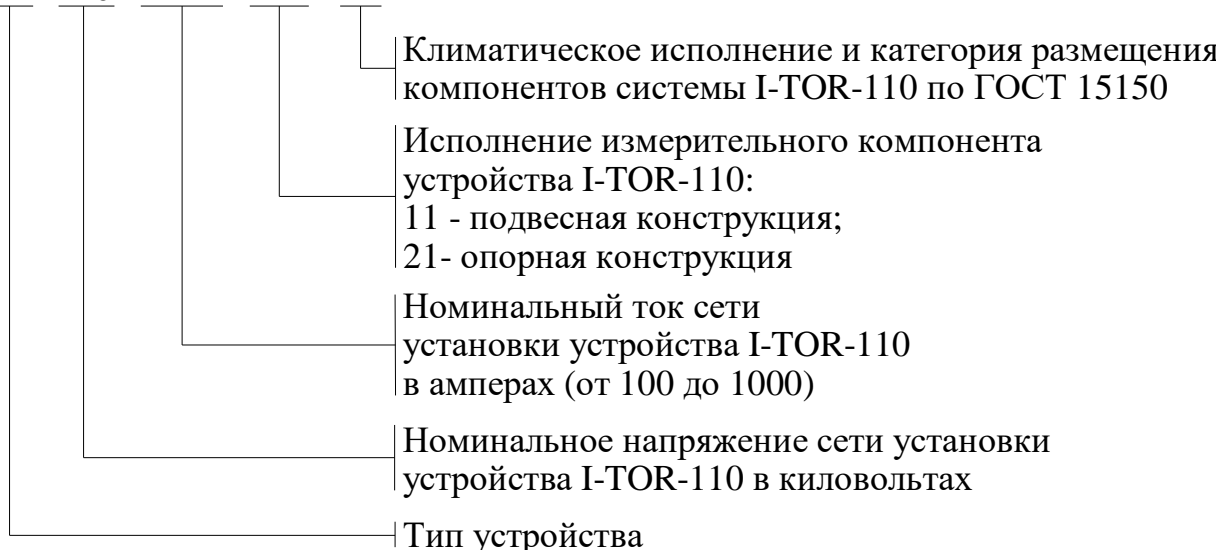 Климатическое исполнение и категория размещения
компонентов системы I-TOR-110 по ГОСТ 15150
Исполнение измерительного компонента
устройства I-TOR-110:
11 - подвесная конструкция;
21- опорная конструкция
Номинальный ток сети
установки устройства I-TOR-110
в амперах (от 100 до 1000)
Номинальное напряжение сети установки
устройства I-TOR-110 в киловольтах
Тип устройства